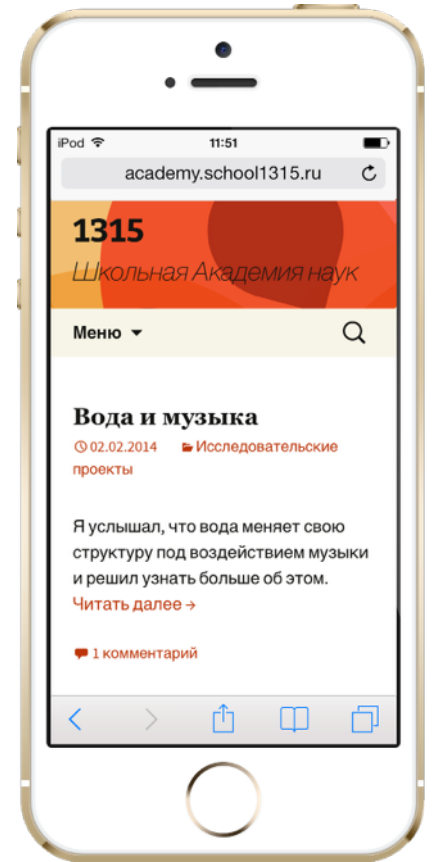 iPod 11:51
academy.school1315.ru
1315
Школьная Академия наук
Меню
Вода и музыка
02.02.2014 Исследовательские
проекты
Я услышал, что вода меняет свою
структуру под воздействием музыки
и решил узнать больше об этом.
Читать далее →
1 комментарий